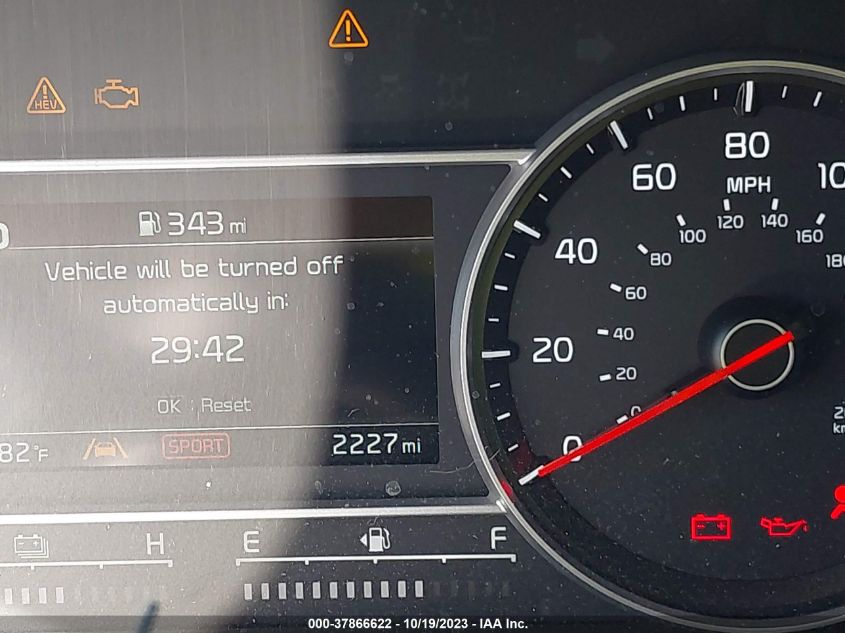 HEV
343 mi
Vehicle will be turned off
automatically in:
29:42
OK : Reset
82°F
SPORT
2227 mi
H
E
F
0
20
40
60
80
MPH
0
20
40
60
80
100
120
140
160
180
000-37866622 - 10/19/2023 - IAA Inc.